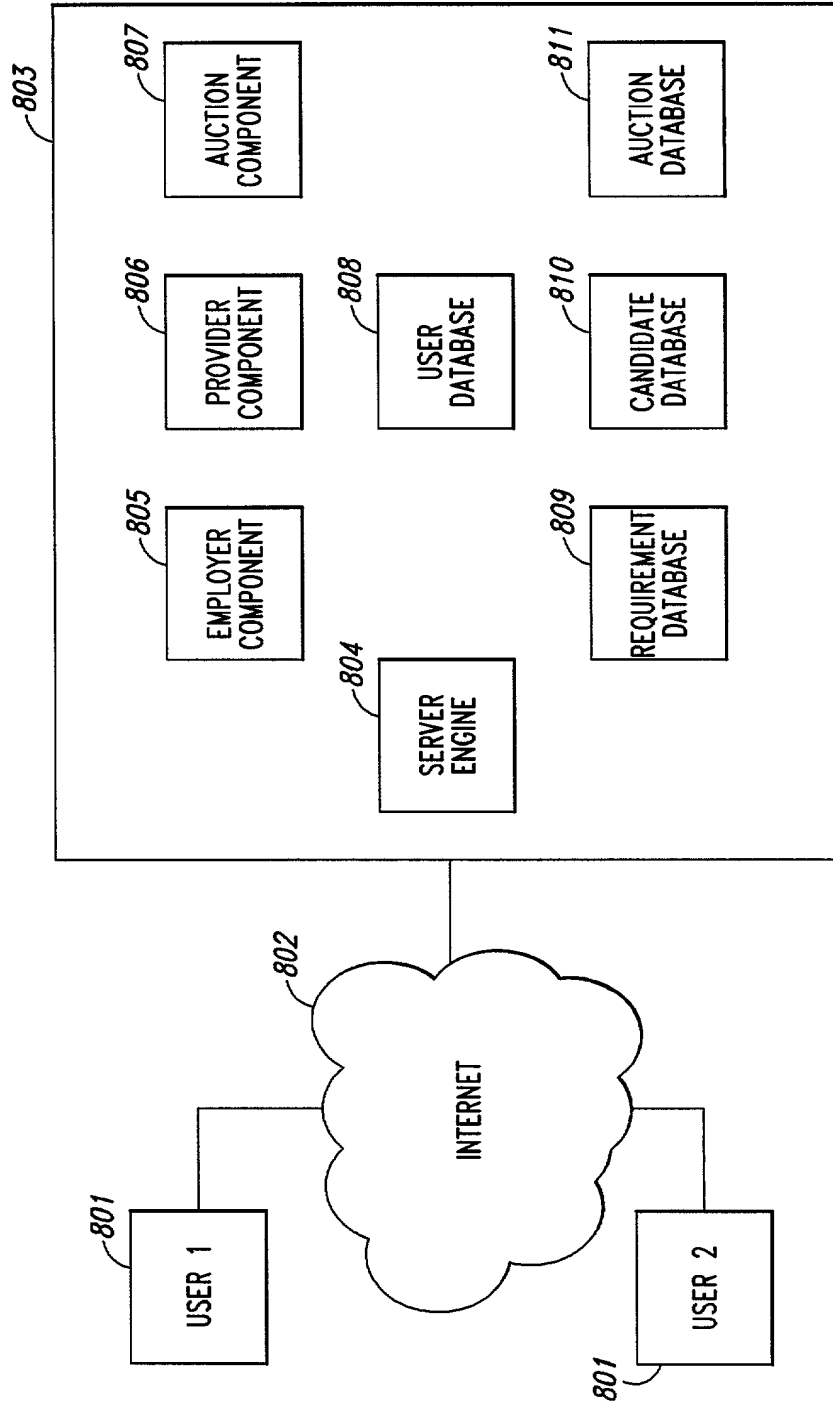 801
USER 1
801
USER 2
802
INTERNET
803
804
SERVER
ENGINE
805
EMPLOYER
COMPONENT
806
PROVIDER
COMPONENT
807
AUCTION
COMPONENT
808
USER
DATABASE
809
REQUIREMENT
DATABASE
810
CANDIDATE
DATABASE
811
AUCTION
DATABASE